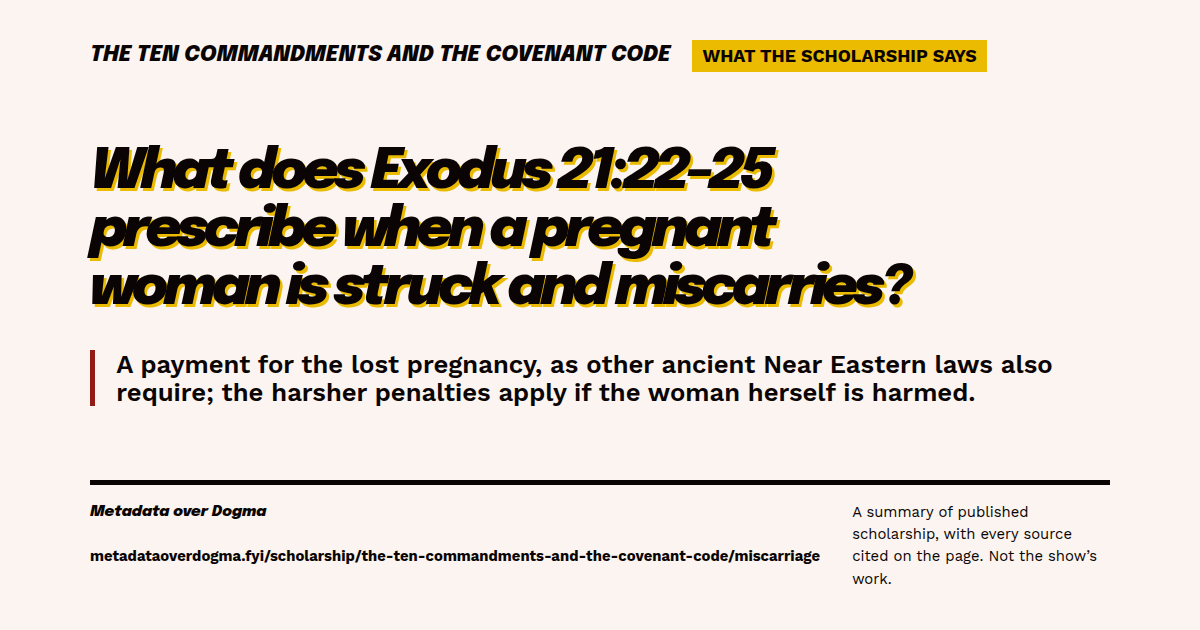 THE TEN COMMANDMENTS AND THE COVENANT CODE
WHAT THE SCHOLARSHIP SAYS
What does Exodus 21:22–25
prescribe when a pregnant
woman is struck and miscarries?
A payment for the lost pregnancy, as other ancient Near Eastern laws also
require; the harsher penalties apply if the woman herself is harmed.
Metadata over Dogma
metadataoverdogma.fyi/scholarship/the-ten-commandments-and-the-covenant-code/miscarriage
A summary of published
scholarship, with every source
cited on the page. Not the show’s
work.